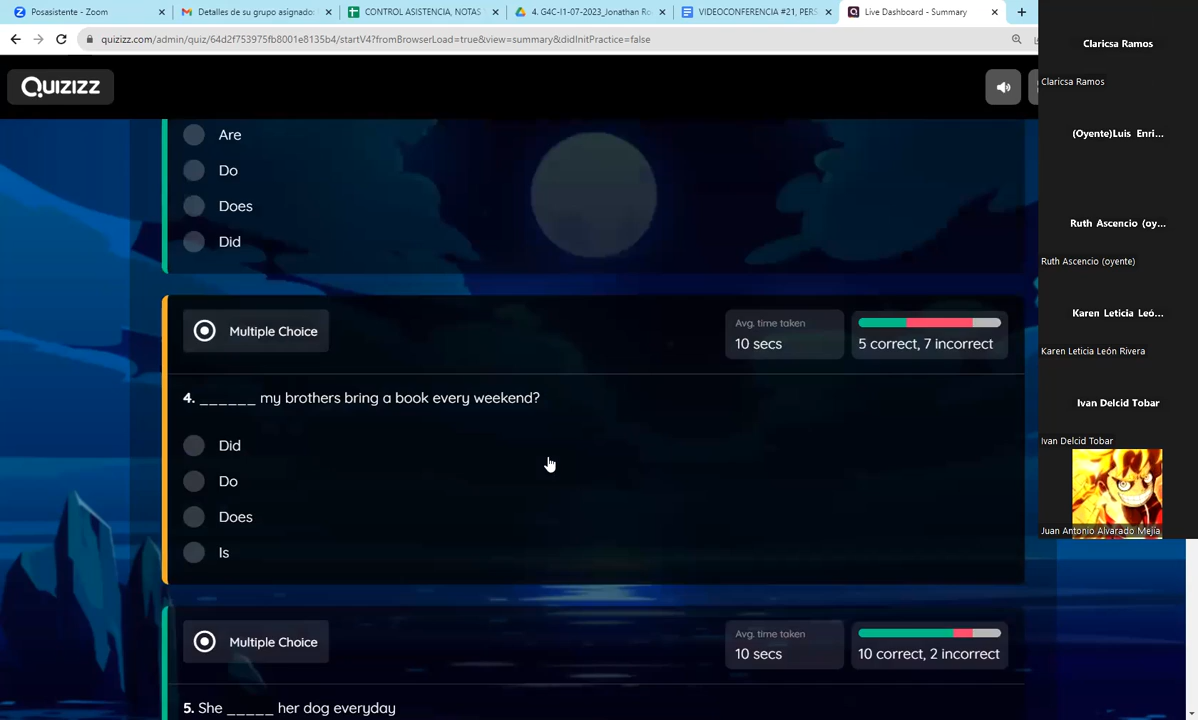 Posasistente - Zoom
Detalles de su grupo asignado:
CONTROL ASISTENCIA, NOTAS
4. G4C-I1-07-2023_Jonathan Ro
VIDEOCONFERENCIA #21, PERS
Live Dashboard - Summary
quizizz.com/admin/quiz/64d2f753975fb8001e8135b4/startV4?fromBrowserLoad=true&view=summary&didInitPractice=false
Quizizz
Are
Do
Does
Did
Multiple Choice
Avg. time taken
10 secs
5 correct, 7 incorrect
4. ______ my brothers bring a book every weekend?
Did
Do
Does
Is
Multiple Choice
Avg. time taken
10 secs
10 correct, 2 incorrect
5. She _____ her dog everyday
Claricsa Ramos
Claricsa Ramos
(Oyente)Luis Enri...
Ruth Ascencio (oy...
Ruth Ascencio (oyente)
Karen Leticia Leó...
Karen Leticia León Rivera
Ivan Delcid Tobar
Ivan Delcid Tobar
Juan Antonio Alvarado Mejia